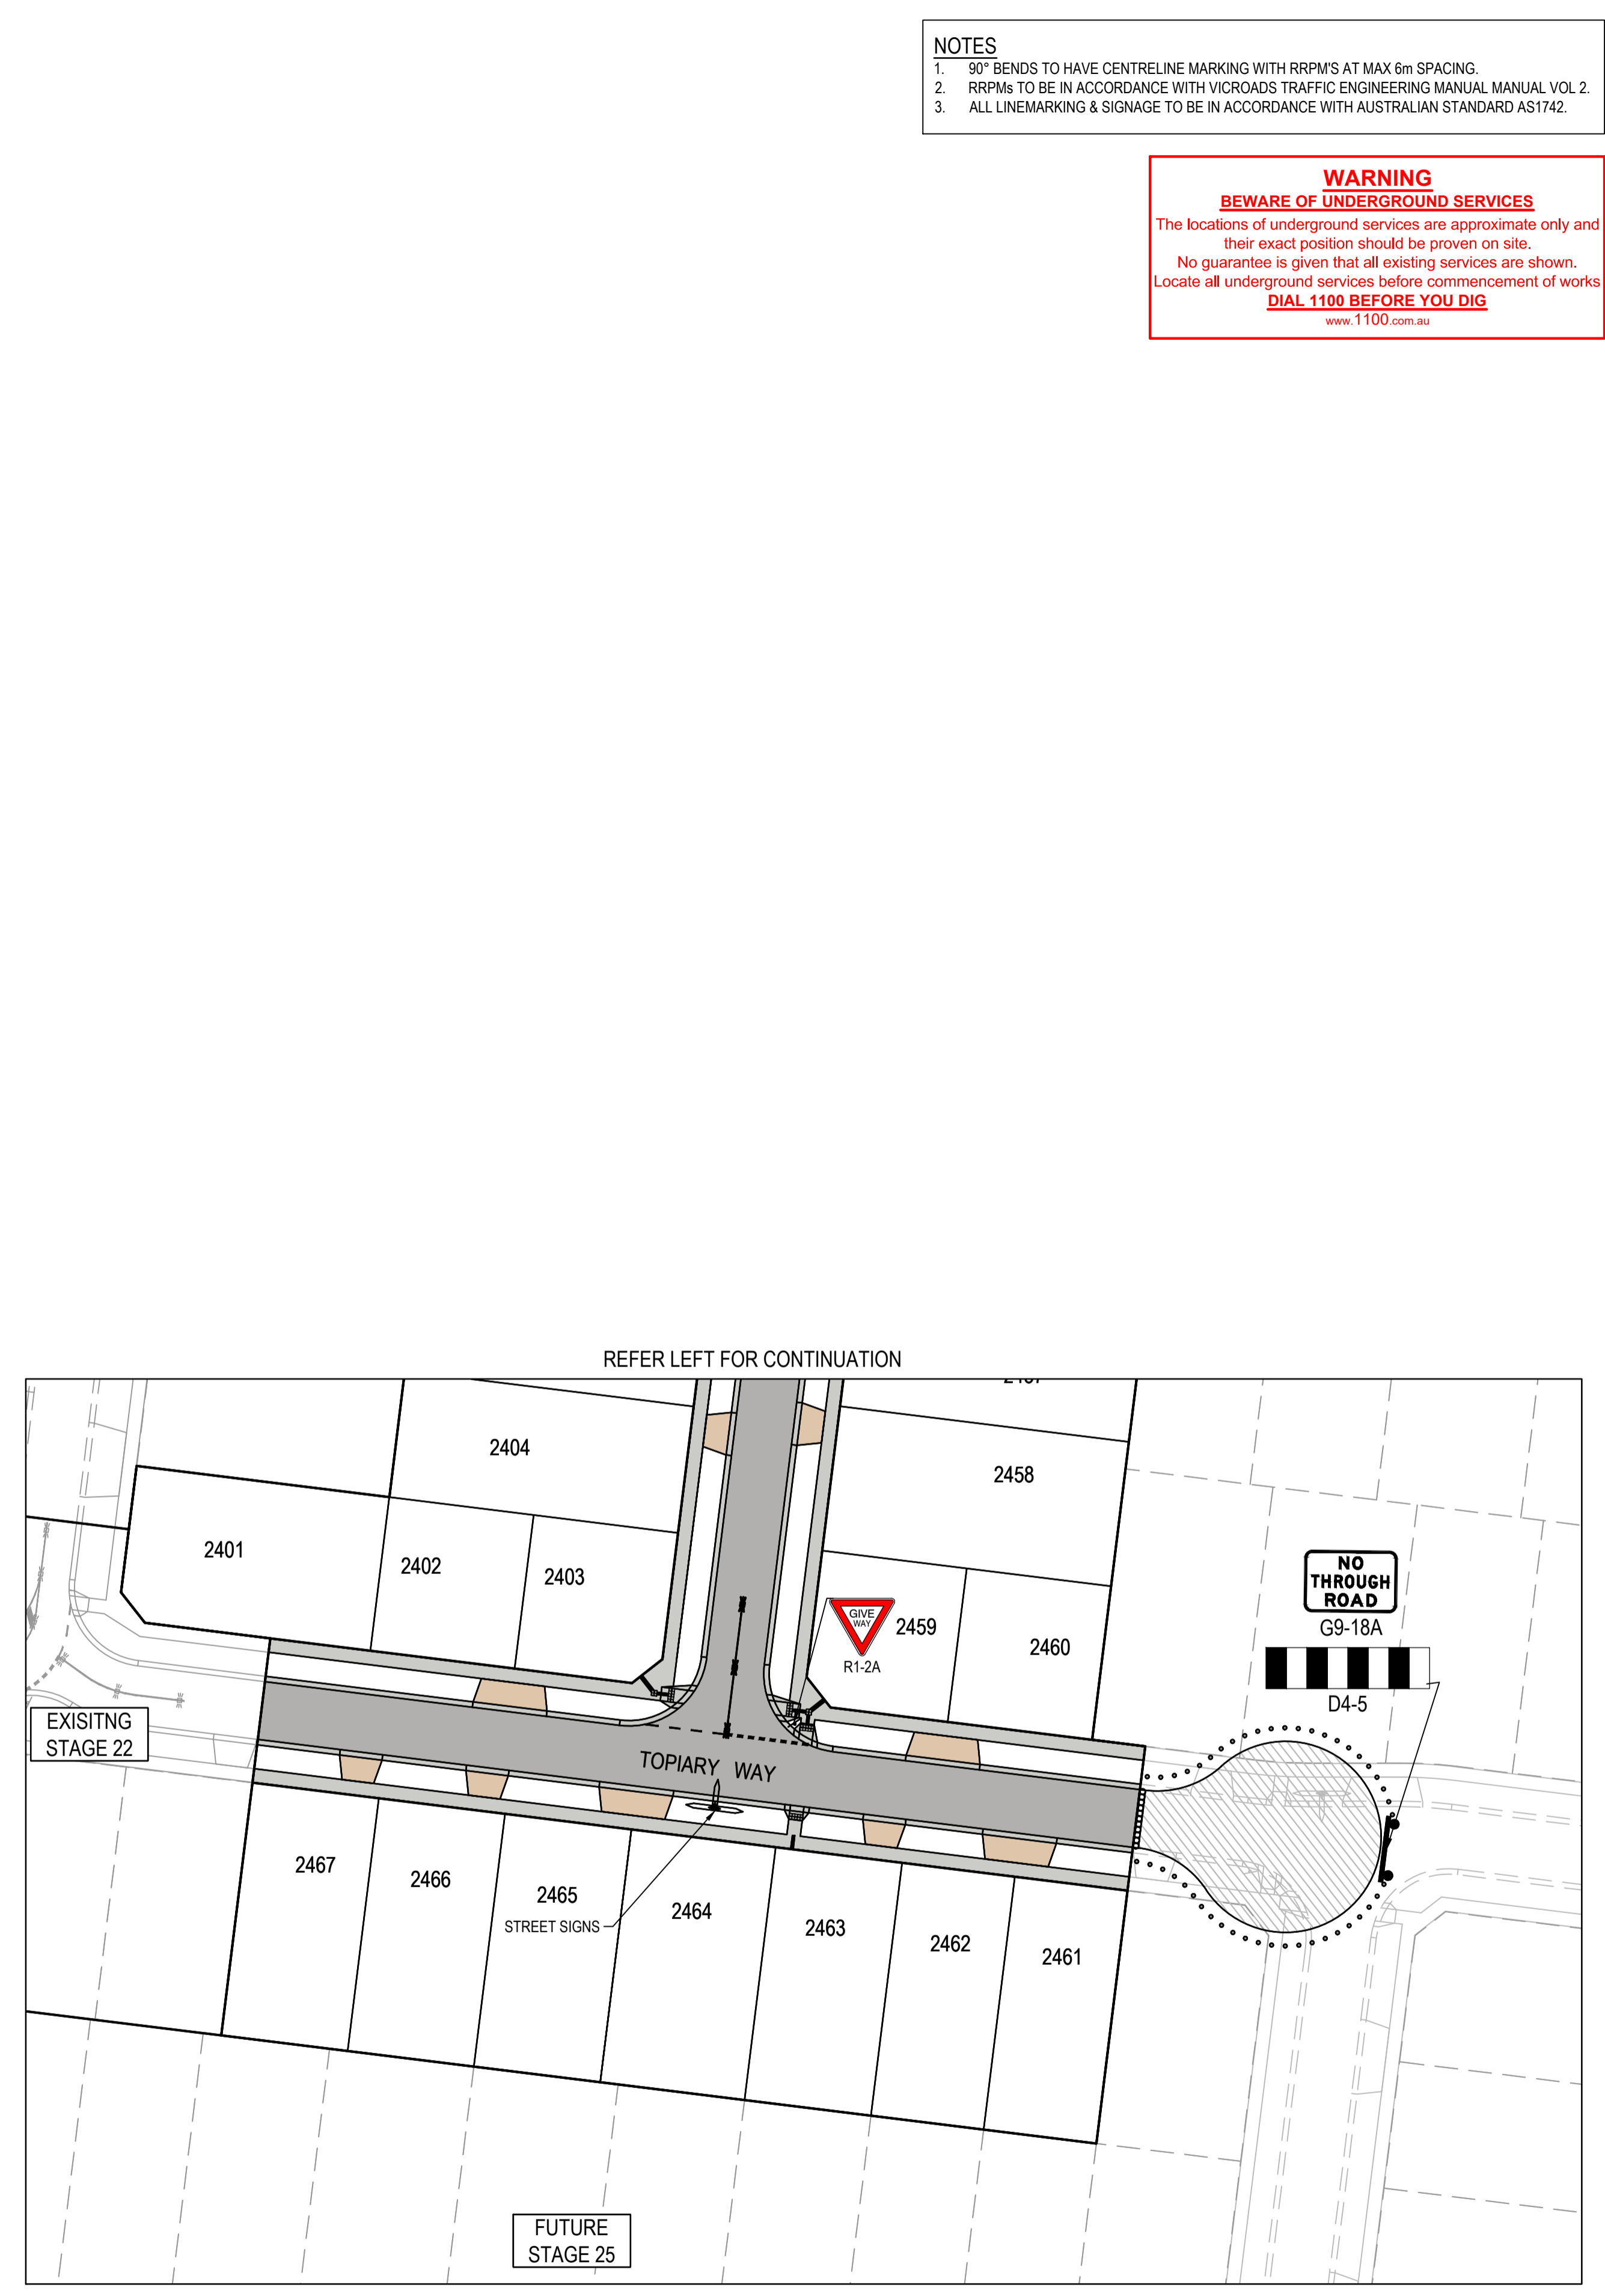 NOTES
1. 90° BENDS TO HAVE CENTRELINE MARKING WITH RRPM'S AT MAX 6m SPACING.
2. RRPMs TO BE IN ACCORDANCE WITH VICROADS TRAFFIC ENGINEERING MANUAL MANUAL VOL 2.
3. ALL LINEMARKING & SIGNAGE TO BE IN ACCORDANCE WITH AUSTRALIAN STANDARD AS1742.
WARNING
BEWARE OF UNDERGROUND SERVICES
The locations of underground services are approximate only and
their exact position should be proven on site.
No guarantee is given that all existing services are shown.
Locate all underground services before commencement of works
DIAL 1100 BEFORE YOU DIG
www.1100.com.au
REFER LEFT FOR CONTINUATION
2404
2458
2401
2402
2403
GIVE
WAY
R1-2A
2459
2460
NO
THROUGH
ROAD
G9-18A
D4-5
EXISITNG
STAGE 22
TOPIARY WAY
2467
2466
2465
STREET SIGNS
2464
2463
2462
2461
FUTURE
STAGE 25